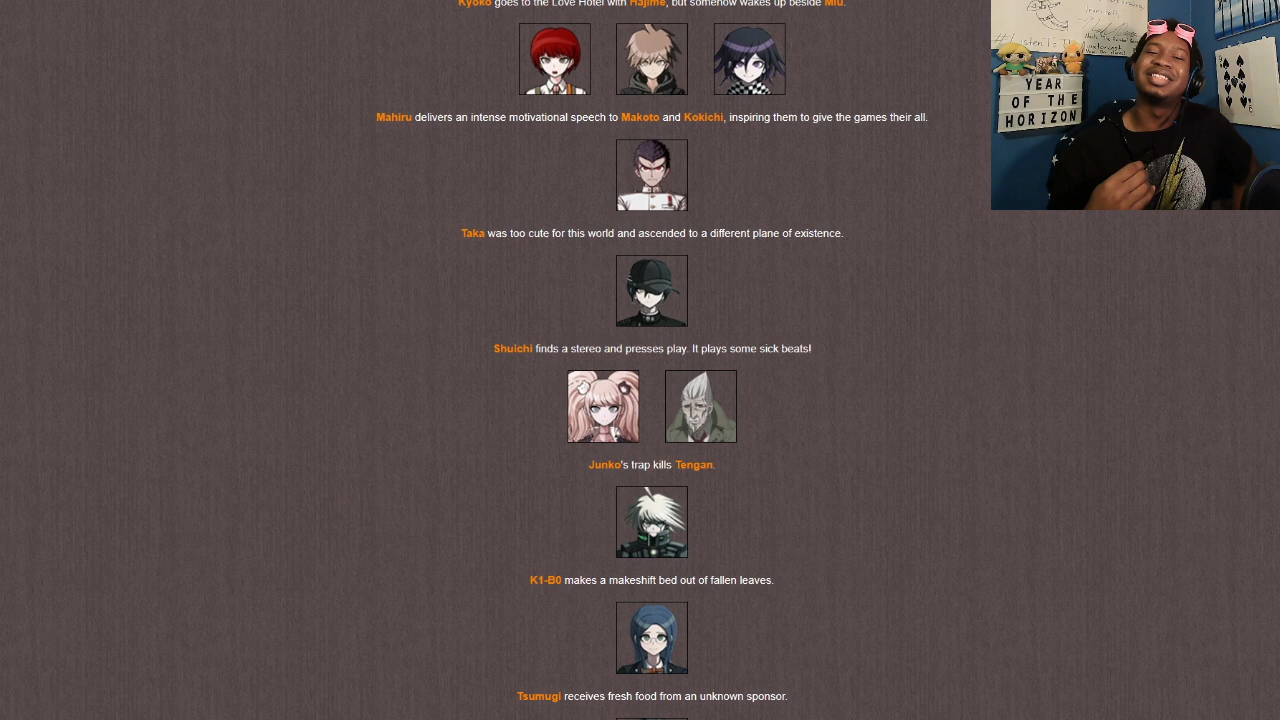 Kyoko goes to the Love Hotel with Hajime, but somehow wakes up beside Miu.
Mahiru delivers an intense motivational speech to Makoto and Kokichi, inspiring them to give the games their all.
Taka was too cute for this world and ascended to a different plane of existence.
Shuichi finds a stereo and presses play. It plays some sick beats!
Junko's trap kills Tengan.
K1-B0 makes a makeshift bed out of fallen leaves.
Tsumugi receives fresh food from an unknown sponsor.
YEAR
OF THE
HORIZON